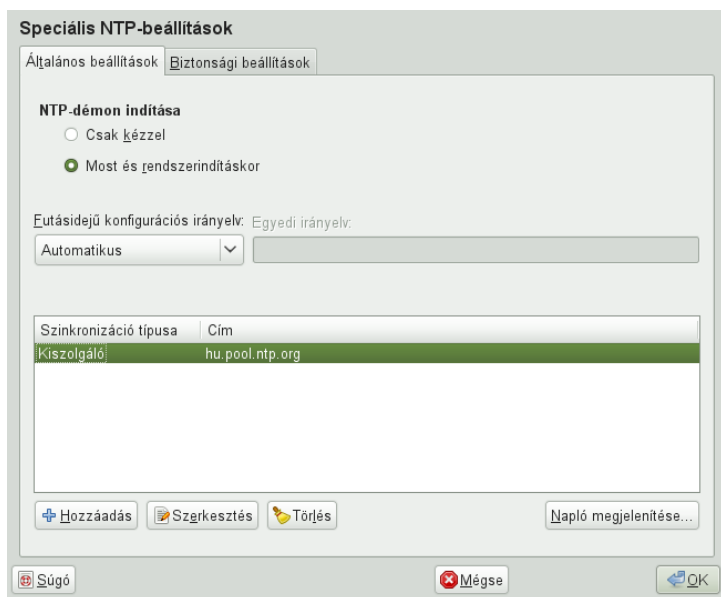 Speciális NTP-beállítások
Általános beállítások Biztonsági beállítások
NTP-démon indítása
Csak kézzel
Most és rendszerindításkor
Futásidejű konfigurációs irányelv: Egyedi irányelv:
Automatikus
Szinkronizáció típusa Cím
Kiszolgáló hu.pool.ntp.org
Hozzáadás Szerkesztés Törlés Napló megjelenítése...
Súgó Mégse OK